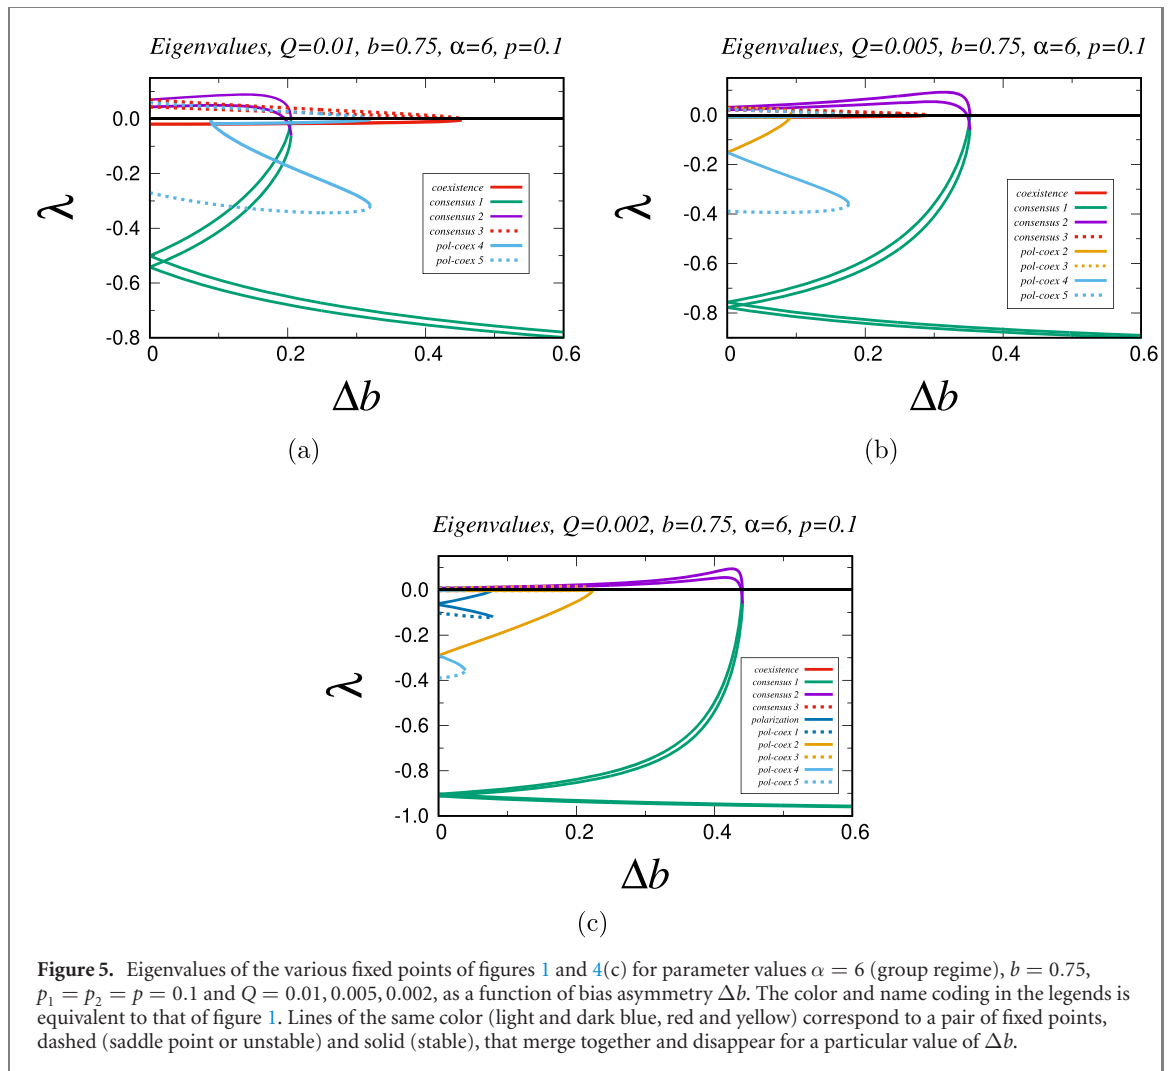 Eigenvalues, Q=0.01, b=0.75, α=6, p=0.1
0.0
-0.2
-0.4
-0.6
-0.8
λ
coexistence
consensus 1
consensus 2
consensus 3
pol-coex 4
pol-coex 5
0
0.2
0.4
0.6
Δb
(a)
Eigenvalues, Q=0.005, b=0.75, α=6, p=0.1
0.0
-0.2
-0.4
-0.6
-0.8
λ
coexistence
consensus 1
consensus 2
consensus 3
pol-coex 2
pol-coex 3
pol-coex 4
pol-coex 5
0
0.2
0.4
0.6
Δb
(b)
Eigenvalues, Q=0.002, b=0.75, α=6, p=0.1
0.0
-0.2
-0.4
-0.6
-0.8
-1.0
λ
coexistence
consensus 1
consensus 2
consensus 3
polarization
pol-coex 1
pol-coex 2
pol-coex 3
pol-coex 4
pol-coex 5
0
0.2
0.4
0.6
Δb
(c)
Figure 5. Eigenvalues of the various fixed points of figures 1 and 4(c) for parameter values α = 6 (group regime), b = 0.75,
p₁ = p₂ = p = 0.1 and Q = 0.01, 0.005, 0.002, as a function of bias asymmetry Δb. The color and name coding in the legends is
equivalent to that of figure 1. Lines of the same color (light and dark blue, red and yellow) correspond to a pair of fixed points,
dashed (saddle point or unstable) and solid (stable), that merge together and disappear for a particular value of Δb.